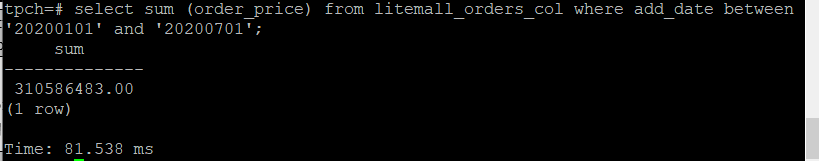 tpch=# select sum (order_price) from litemall_orders_col where add_date between
'20200101' and '20200701';
sum
--------------
310586483.00
(1 row)
Time: 81.538 ms